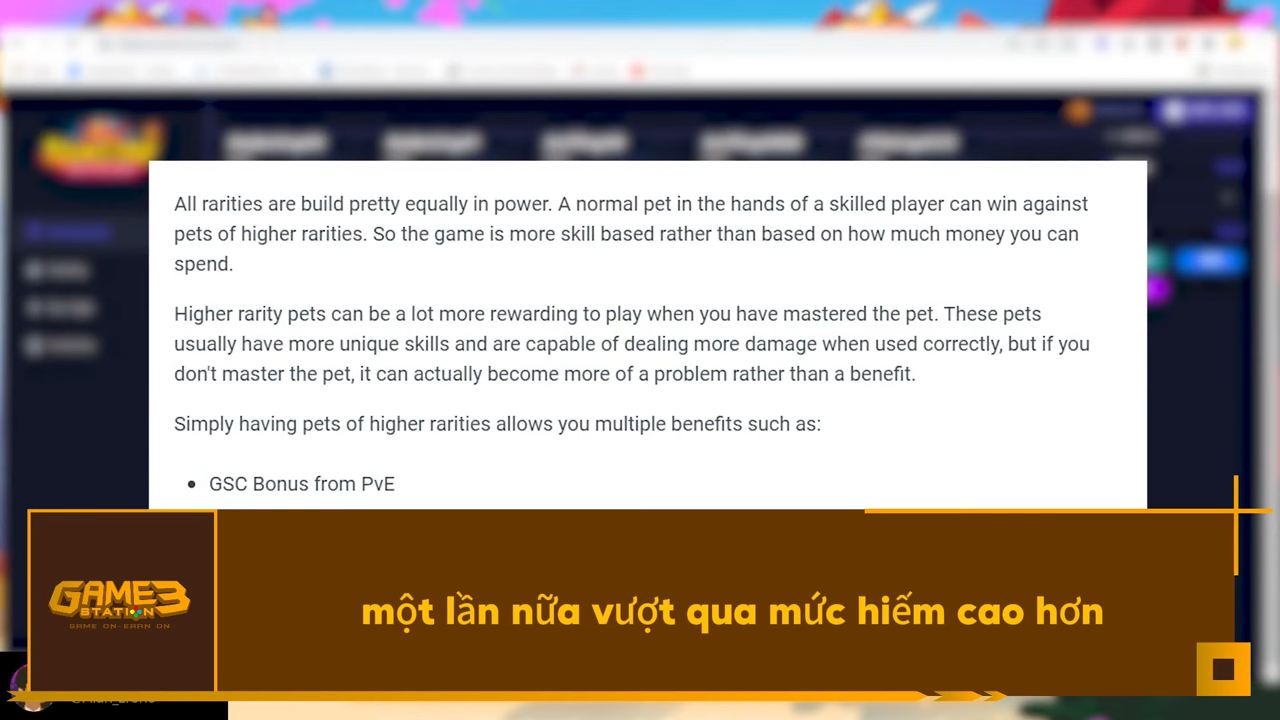 All rarities are build pretty equally in power. A normal pet in the hands of a skilled player can win against
pets of higher rarities. So the game is more skill based rather than based on how much money you can
spend.
Higher rarity pets can be a lot more rewarding to play when you have mastered the pet. These pets
usually have more unique skills and are capable of dealing more damage when used correctly, but if you
don't master the pet, it can actually become more of a problem rather than a benefit.
Simply having pets of higher rarities allows you multiple benefits such as:
• GSC Bonus from PvE
GAME3
STATION
GAME ON-EARN ON
một lần nữa vượt qua mức hiếm cao hơn